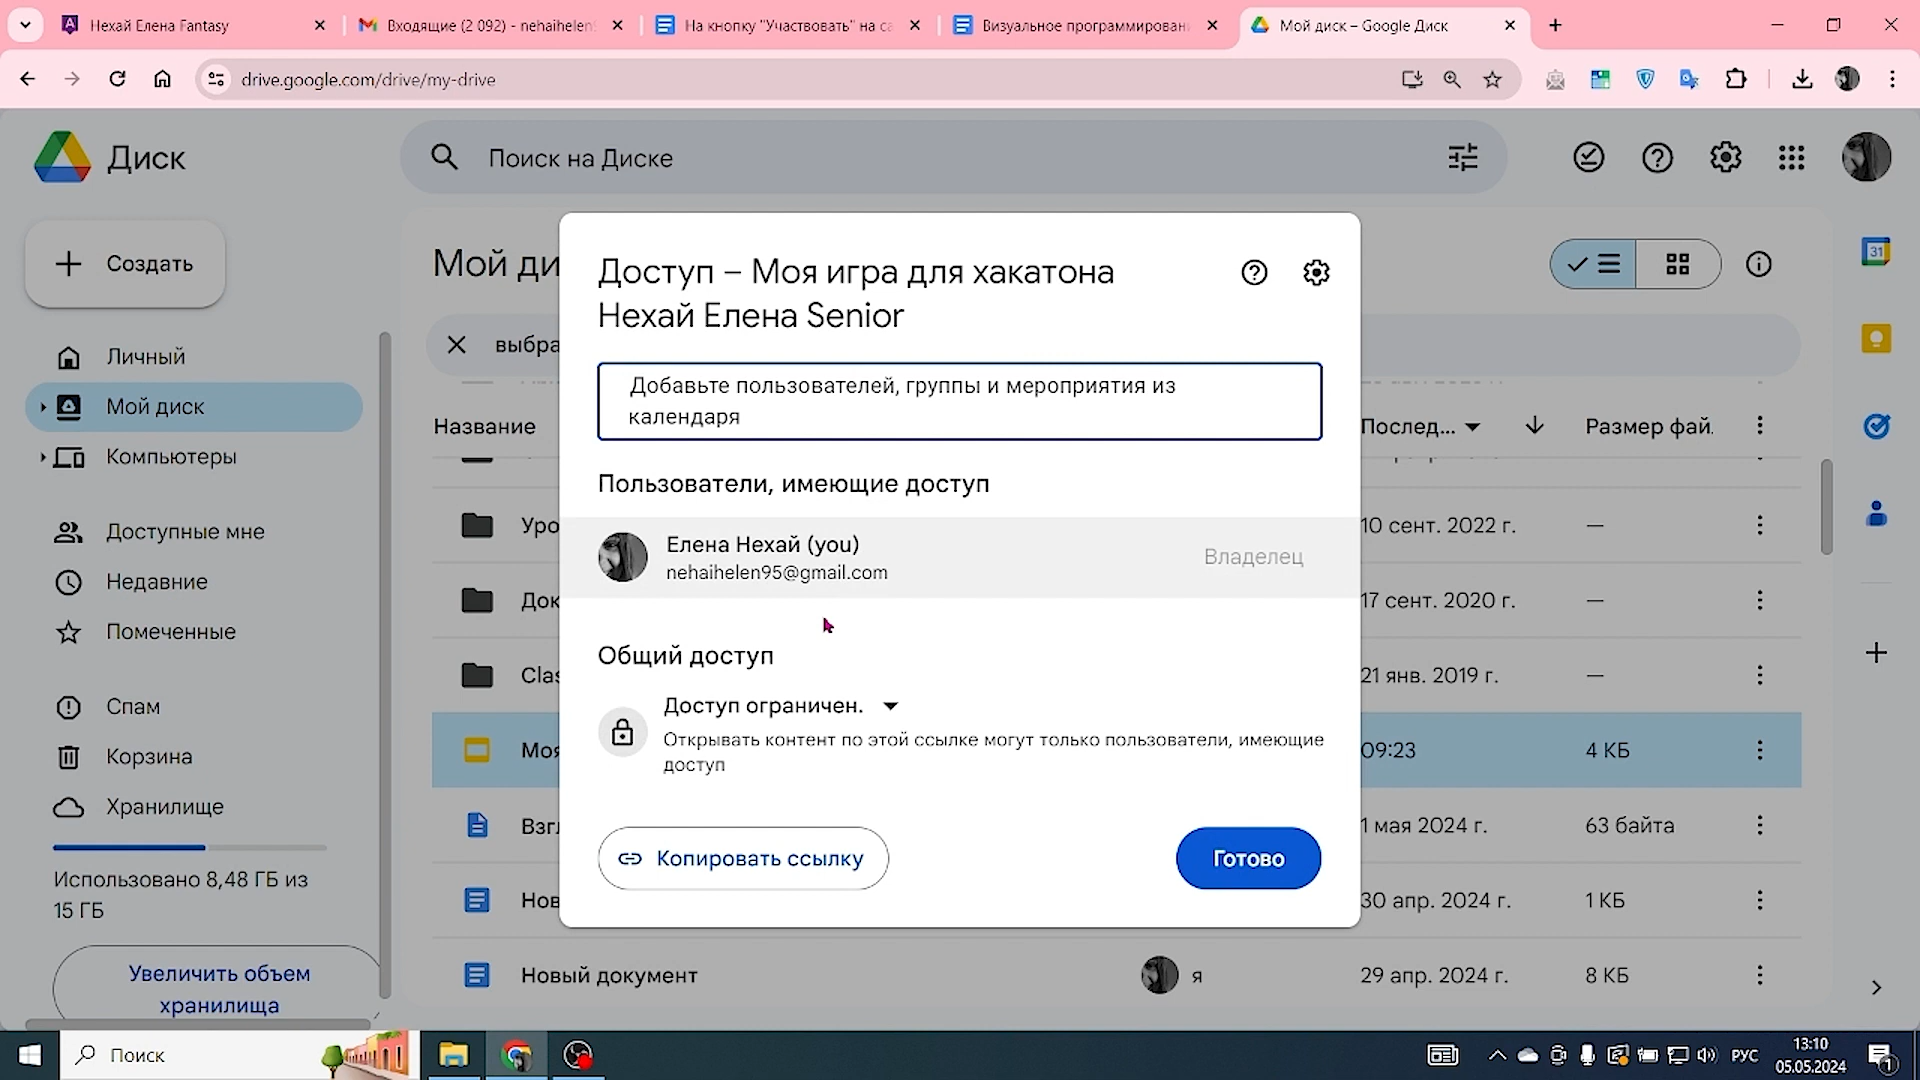 Нехай Елена Fantasy
Входящие (2 092) - nehaihelen
На кнопку "Участвовать" на са
Визуальное программирован
Мой диск – Google Диск
drive.google.com/drive/my-drive
Диск
Поиск на Диске
Создать
Личный
Мой диск
Компьютеры
Доступные мне
Недавние
Помеченные
Спам
Корзина
Хранилище
Использовано 8,48 ГБ из
15 ГБ
Увеличить объем
хранилища
Мой ди
выбра
Название
Послед...
Размер фай.
Уро
10 сент. 2022 г.
—
Док
17 сент. 2020 г.
—
Clas
21 янв. 2019 г.
—
Моя
09:23
4 КБ
Взгл
1 мая 2024 г.
63 байта
Нов
30 апр. 2024 г.
1 КБ
Новый документ
я
29 апр. 2024 г.
8 КБ
Доступ – Моя игра для хакатона
Нехай Елена Senior
Добавьте пользователей, группы и мероприятия из
календаря
Пользователи, имеющие доступ
Елена Нехай (you)
nehaihelen95@gmail.com
Владелец
Общий доступ
Доступ ограничен.
Открывать контент по этой ссылке могут только пользователи, имеющие
доступ
Копировать ссылку
Готово
31
Поиск
РУС
13:10
05.05.2024
1